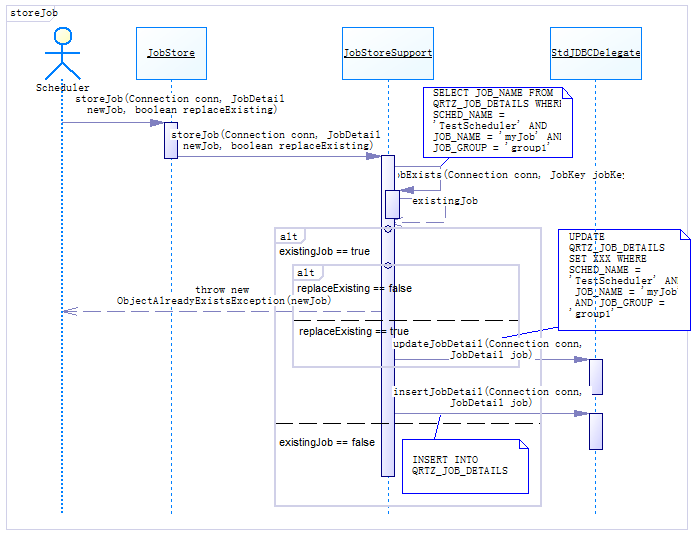 storeJob
JobStore
JobStoreSupport
StdJDBCDelegate
Scheduler
storeJob(Connection conn, JobDetail
newJob, boolean replaceExisting)
storeJob(Connection conn, JobDetail
newJob, boolean replaceExisting)
SELECT JOB_NAME FROM
QRTZ_JOB_DETAILS WHERE
SCHED_NAME =
'TestScheduler' AND
JOB_NAME = 'myJob' AND
JOB_GROUP = 'group1'
jobExists(Connection conn, JobKey jobKey
existingJob
alt
existingJob == true
alt
replaceExisting == false
throw new
ObjectAlreadyExistsException(newJob)
replaceExisting == true
UPDATE
QRTZ_JOB_DETAILS
SET XXX WHERE
SCHED_NAME =
'TestScheduler' AN
JOB_NAME = 'myJob
AND JOB_GROUP =
'group1'
updateJobDetail(Connection conn,
JobDetail job)
insertJobDetail(Connection conn,
JobDetail job)
existingJob == false
INSERT INTO
QRTZ_JOB_DETAILS